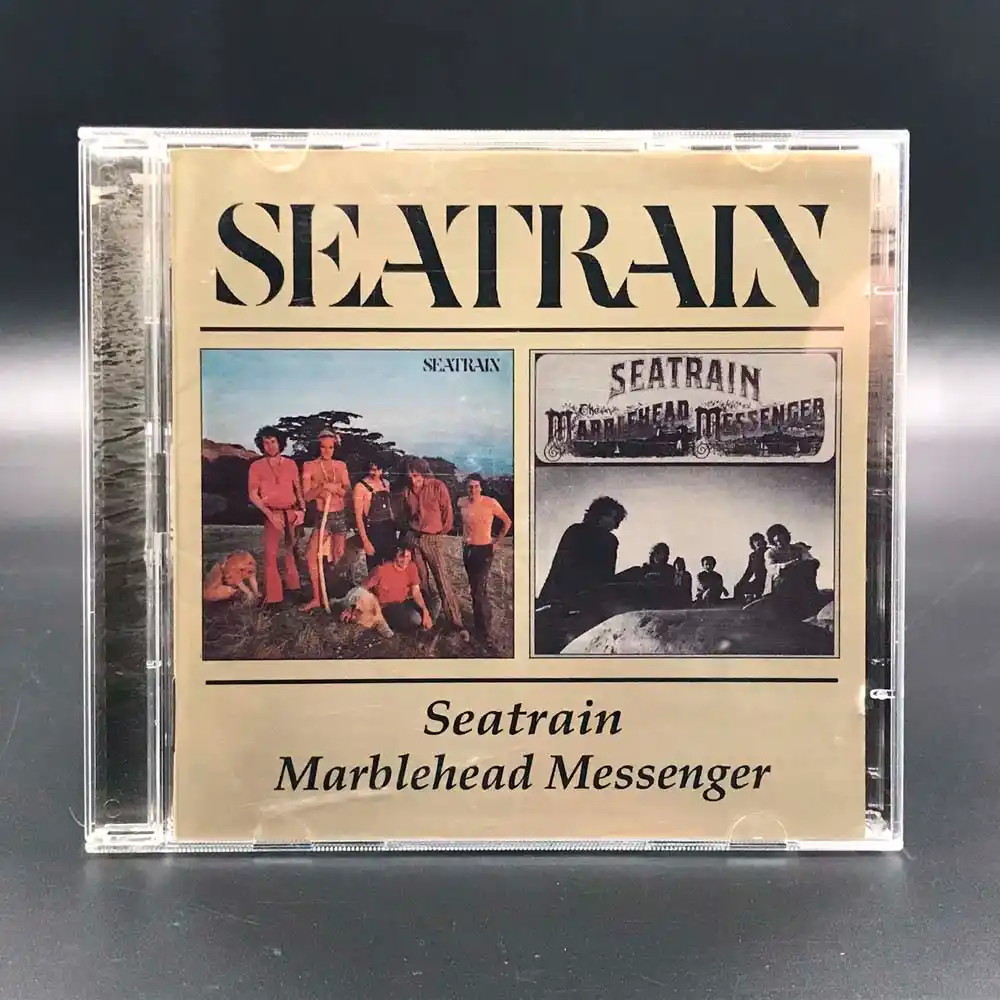 SEATRAIN
SEATRAIN
SEATRAIN
The
MARBLEHEAD MESSENGER
Seatrain
Marblehead Messenger